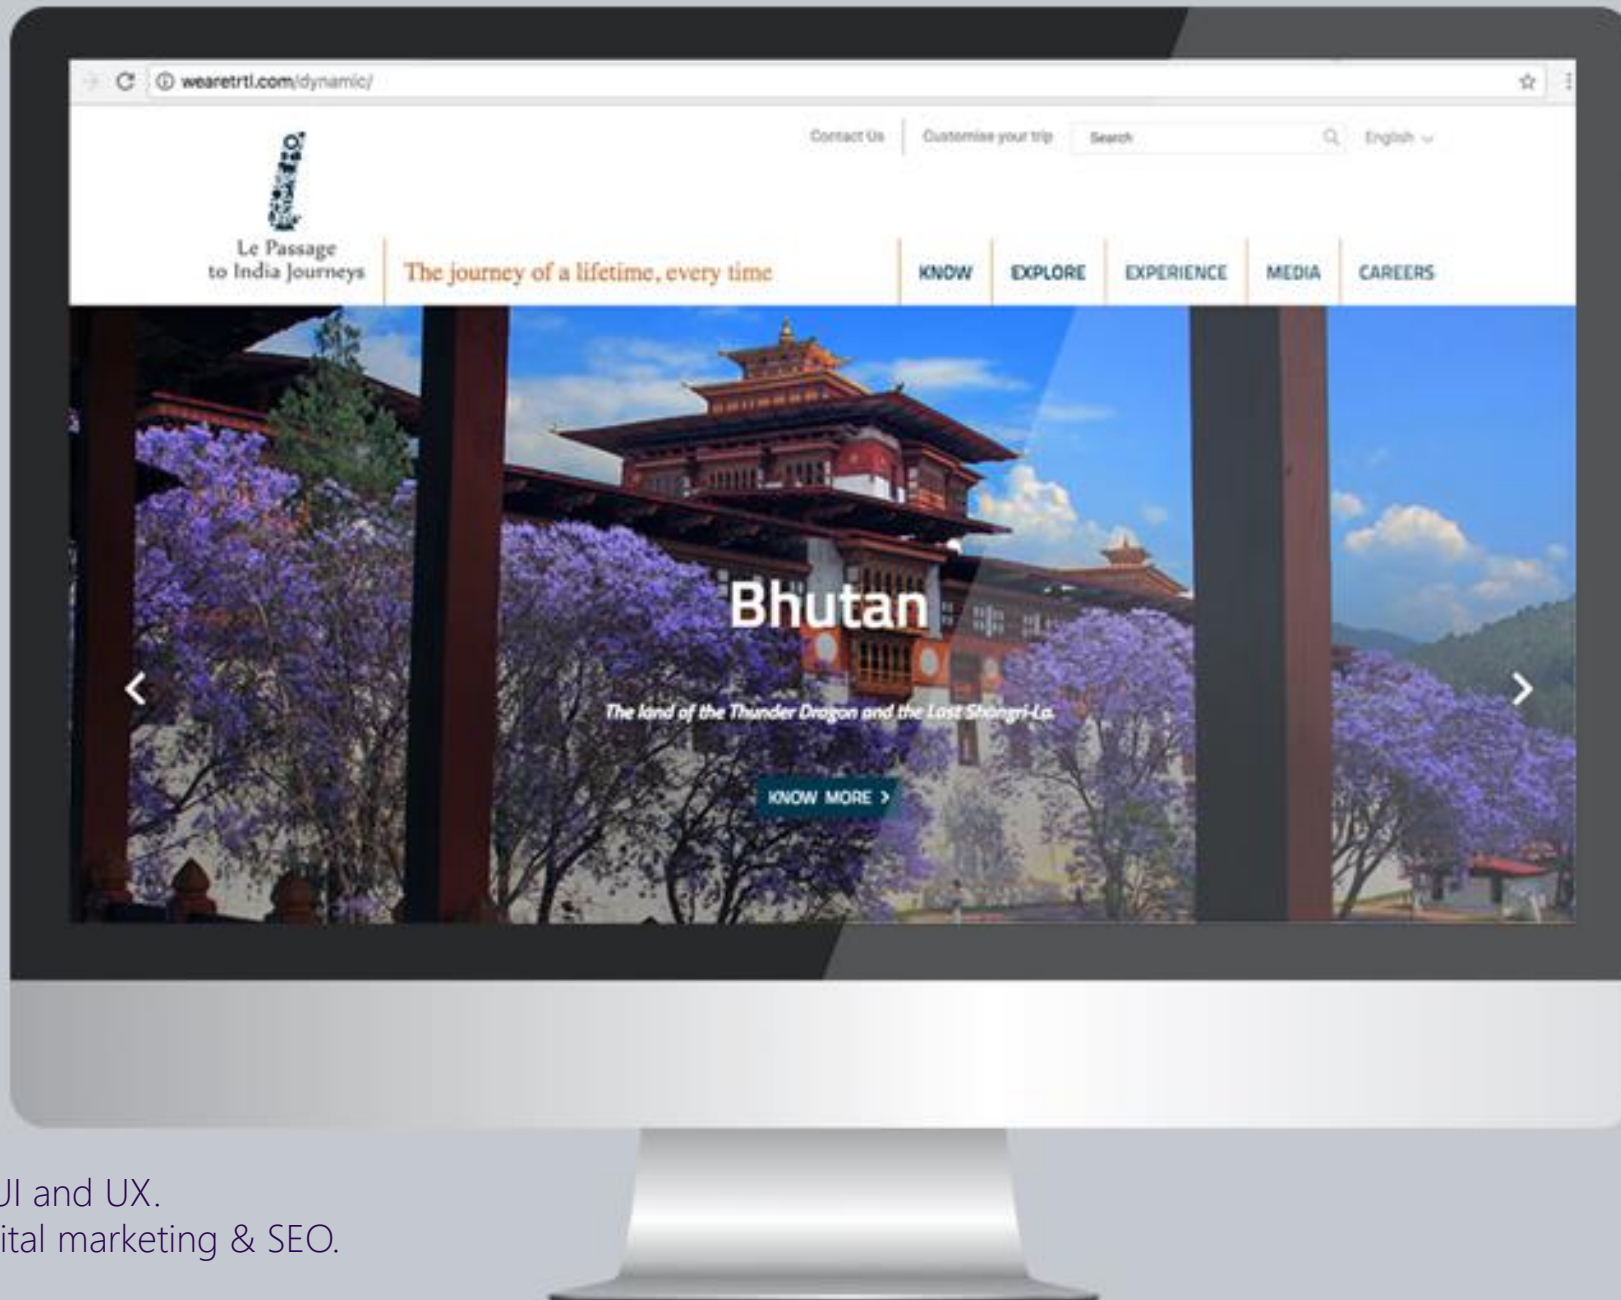 wearetrtl.com/dynamic/
Contact Us
Customise your trip
Search
English
Le Passage
to India Journeys
The journey of a lifetime, every time
KNOW
EXPLORE
EXPERIENCE
MEDIA
CAREERS
Bhutan
The land of the Thunder Dragon and the Last Shangri-La.
KNOW MORE >
UI and UX.
ital marketing & SEO.